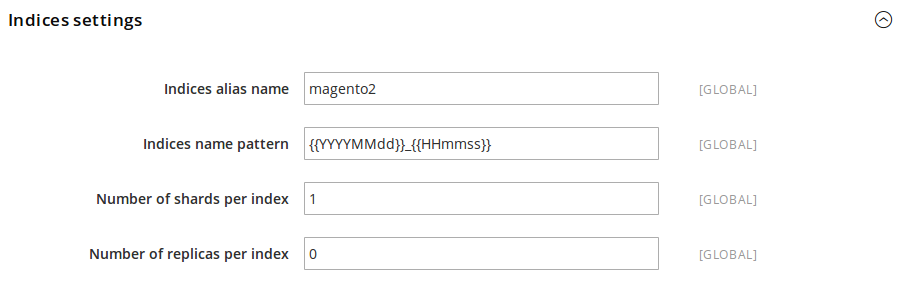 Indices settings
Indices alias name magento2 [GLOBAL]
Indices name pattern {{YYYYMMdd}}_{{HHmmss}} [GLOBAL]
Number of shards per index 1 [GLOBAL]
Number of replicas per index 0 [GLOBAL]